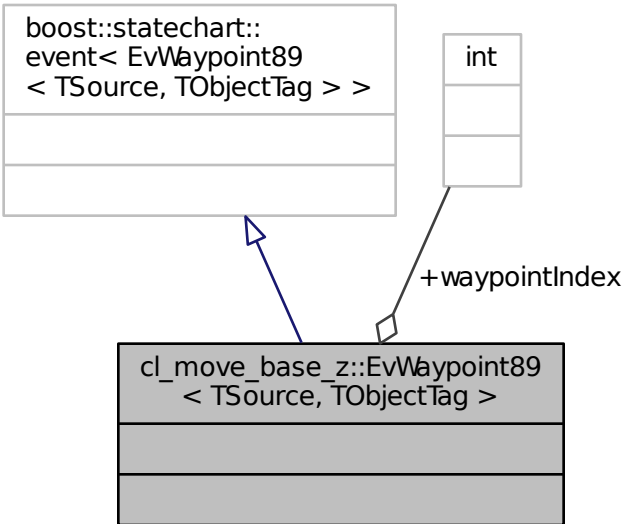 boost::statechart::
event< EvWaypoint89
< TSource, TObjectTag > >
int
+waypointIndex
cl_move_base_z::EvWaypoint89
< TSource, TObjectTag >